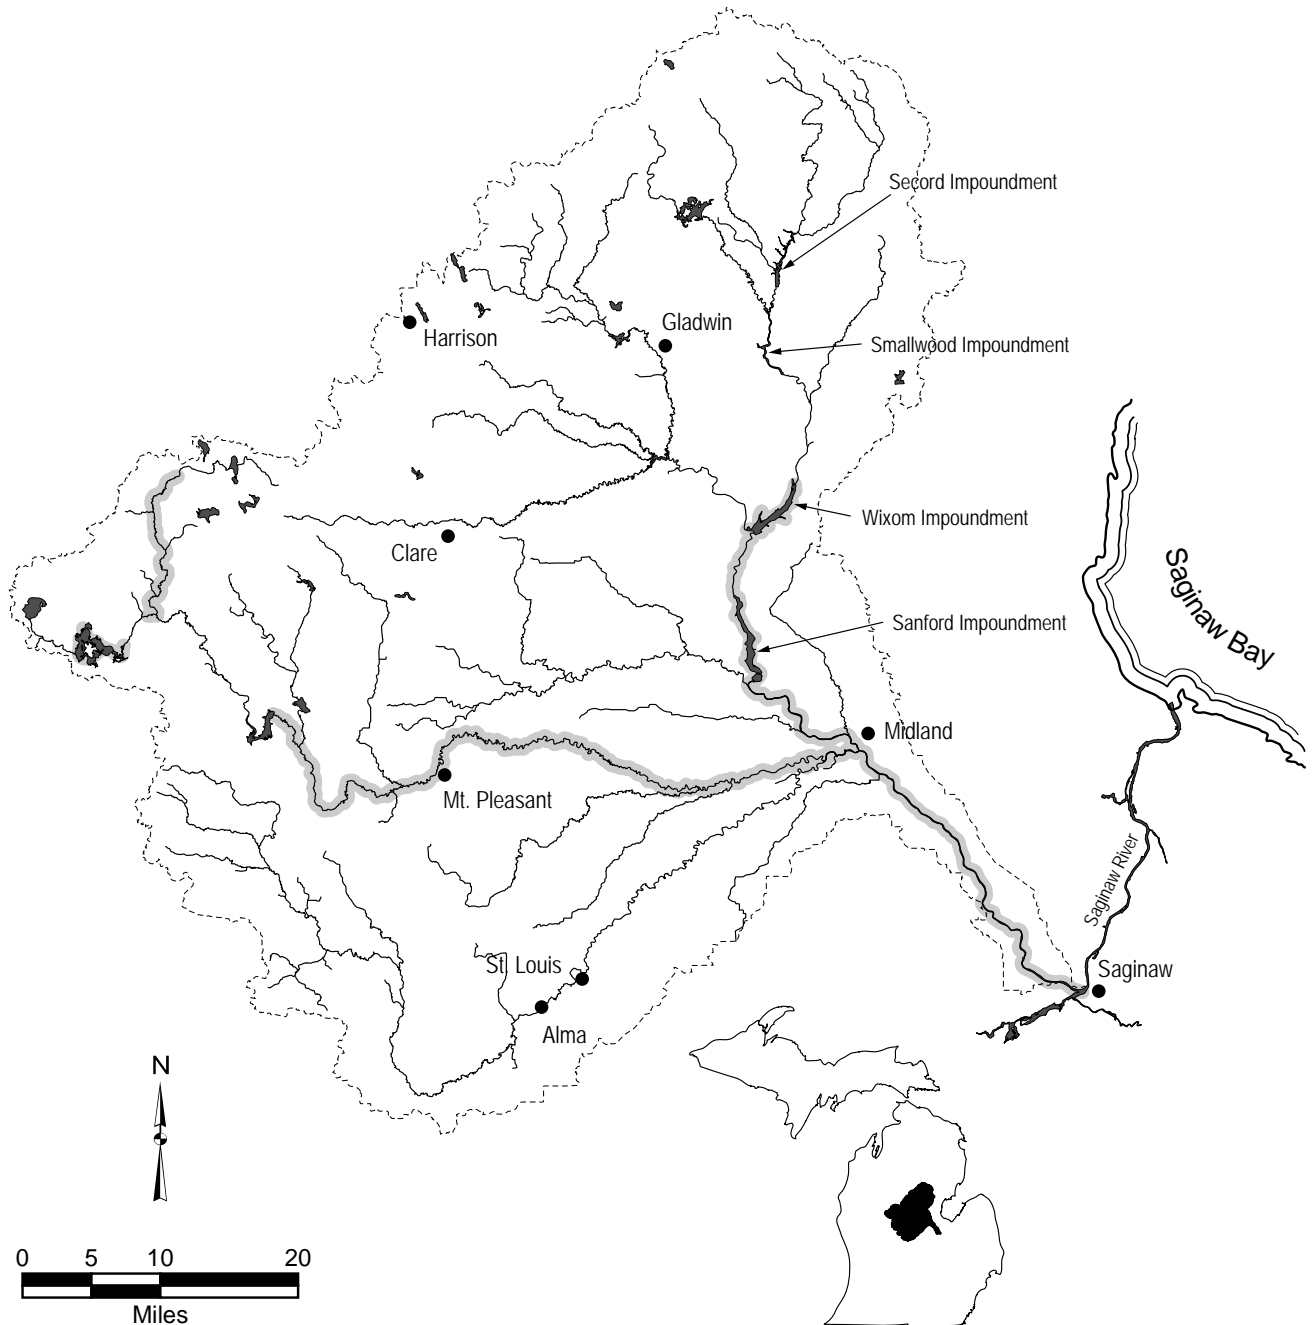 Secord Impoundment
Gladwin
Harrison
Smallwood Impoundment
Wixom Impoundment
Clare
Saginaw Bay
Sanford Impoundment
Midland
Mt. Pleasant
Saginaw River
St. Louis
Saginaw
Alma
N
0 5 10 20
Miles